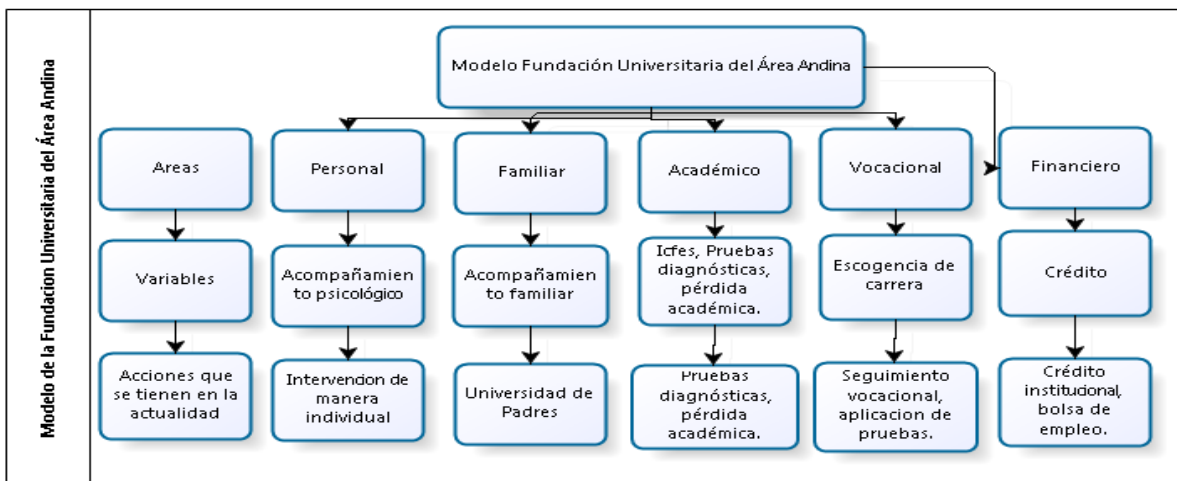 Modelo de la Fundacion Universitaria del Área Andina
Modelo Fundación Universitaria del Área Andina
Areas
Personal
Familiar
Académico
Vocacional
Financiero
Variables
Acompañamien
to psicológico
Acompañamien
to familiar
Icfes, Pruebas
diagnósticas,
pérdida
académica.
Escogencia de
carrera
Crédito
Acciones que
se tienen en la
actualidad
Intervencion de
manera
individual
Universidad de
Padres
Pruebas
diagnósticas,
pérdida
académica.
Seguimiento
vocacional,
aplicacion de
pruebas.
Crédito
institucional,
bolsa de
empleo.